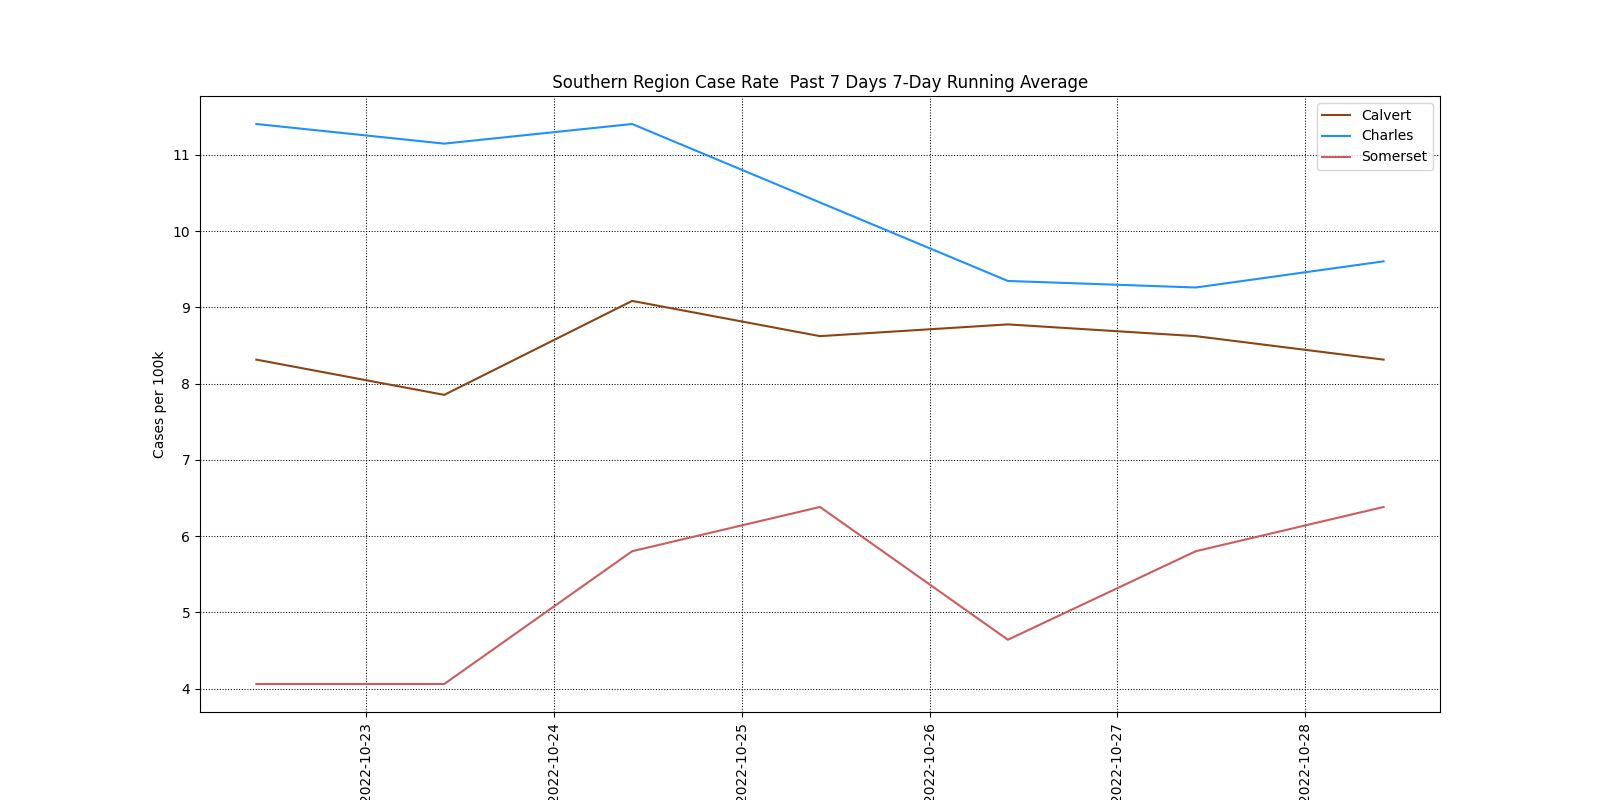 Southern Region Case Rate  Past 7 Days 7-Day Running Average
Calvert
Charles
Somerset
Cases per 100k
11
10
9
8
7
6
5
4
2022-10-23
2022-10-24
2022-10-25
2022-10-26
2022-10-27
2022-10-28